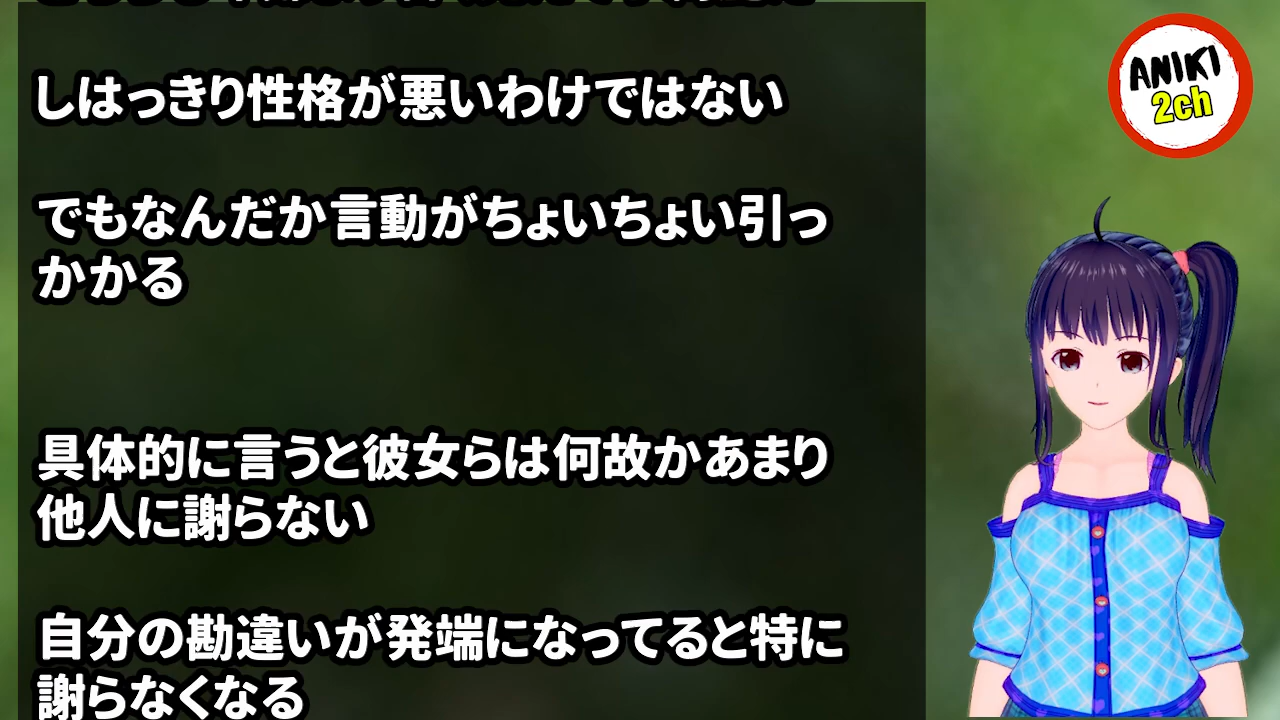 しはっきり性格が悪いわけではない
でもなんだか言動がちょいちょい引っ
かかる
具体的に言うと彼女らは何故かあまり
他人に謝らない
自分の勘違いが発端になってると特に
謝らなくなる
ANIKI
2ch